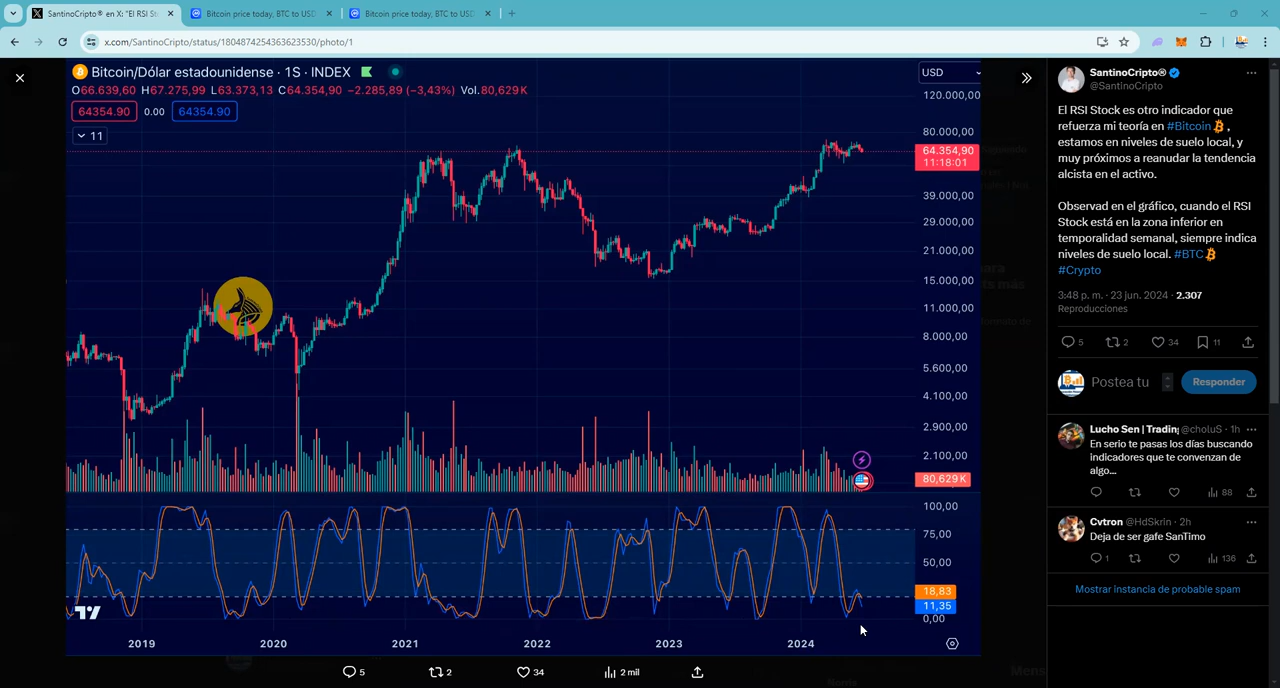 SantinoCripto® en X: "El RSI St
Bitcoin price today, BTC to USD
Bitcoin price today, BTC to USD
x.com/SantinoCripto/status/1804874254363623530/photo/1
Bitcoin/Dólar estadounidense · 1S · INDEX
O66.639,60 H67.275,99 L63.373,13 C64.354,90 −2.285,89 (−3,43%) Vol.80,629K
64354.90 0.00 64354.90
11
USD
120.000,00
80.000,00
64.354,90
11:18:01
39.000,00
29.000,00
21.000,00
15.000,00
11.000,00
8.000,00
5.600,00
4.100,00
2.900,00
2.100,00
80,629K
100,00
75,00
50,00
18,83
11,35
0,00
2019 2020 2021 2022 2023 2024
5 2 34 2 mil
SantinoCripto®
@SantinoCripto
El RSI Stock es otro indicador que
refuerza mi teoría en #Bitcoin ,
estamos en niveles de suelo local, y
muy próximos a reanudar la tendencia
alcista en el activo.
Observad en el gráfico, cuando el RSI
Stock está en la zona inferior en
temporalidad semanal, siempre indica
niveles de suelo local. #BTC
#Crypto
3:48 p. m. · 23 jun. 2024 · 2.307
Reproducciones
5 2 34 11
Postea tu
Responder
Lucho Sen | Trading @choluS · 1h
En serio te pasas los días buscando
indicadores que te convenzan de
algo...
88
Cvtron @HdSkrin · 2h
Deja de ser gafe SanTimo
1 136
Mostrar instancia de probable spam